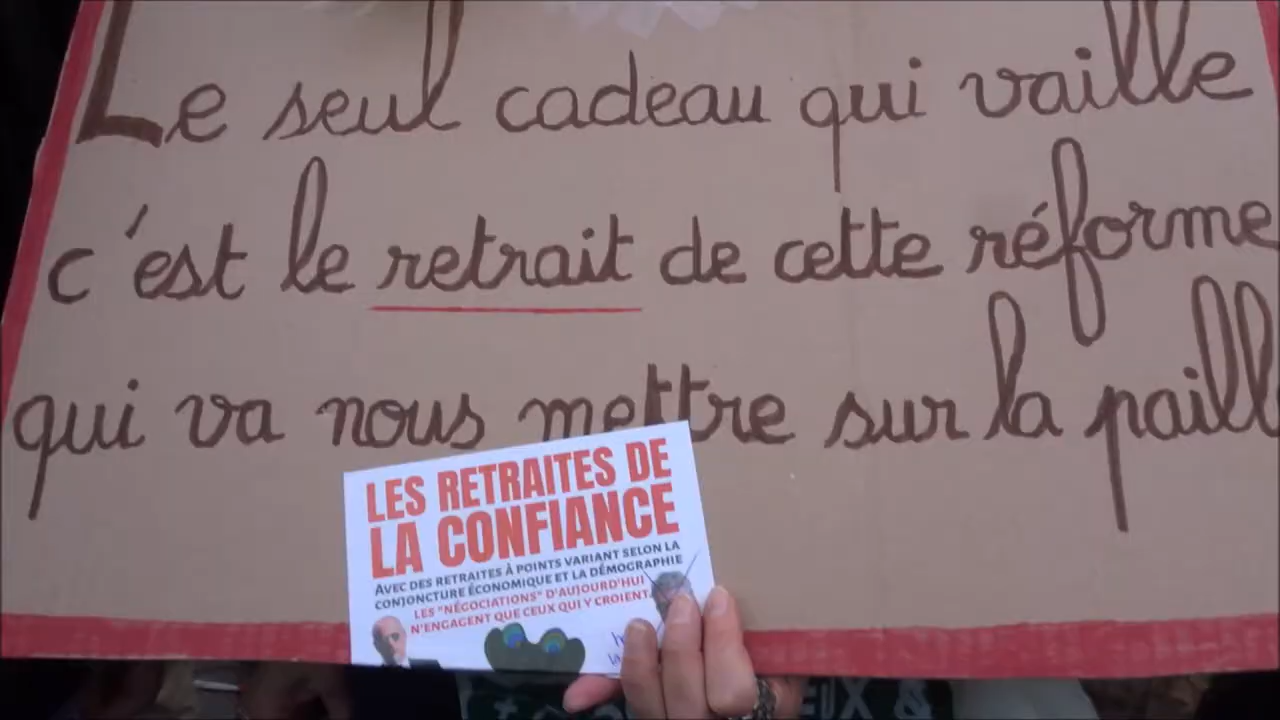 Le seul cadeau qui vaille
c'est le retrait de cette réforme
qui va nous mettre sur la paill
LES RETRAITES DE
LA CONFIANCE
AVEC DES RETRAITES À POINTS VARIANT SELON LA
CONJONCTURE ÉCONOMIQUE ET LA DÉMOGRAPHIE
LES "NÉGOCIATIONS" D'AUJOURD'HUI
N'ENGAGENT QUE CEUX QUI Y CROIENT